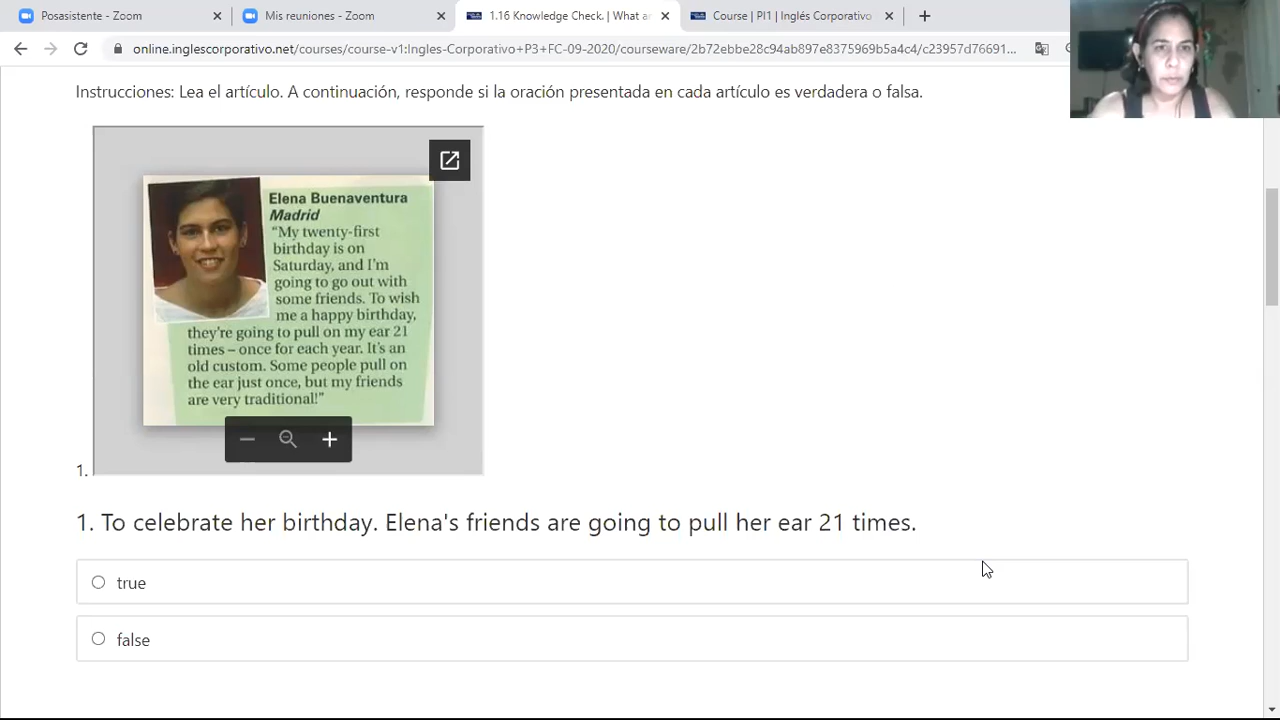 Posasistente - Zoom
Mis reuniones - Zoom
1.16 Knowledge Check. | What ar
Course | PI1 | Inglés Corporativo
online.inglescorporativo.net/courses/course-v1:Ingles-Corporativo+P3+FC-09-2020/courseware/2b72ebbe28c94ab897e8375969b5a4c4/c23957d76691...
Instrucciones: Lea el artículo. A continuación, responde si la oración presentada en cada artículo es verdadera o falsa.
Elena Buenaventura
Madrid
“My twenty-first
birthday is on
Saturday, and I’m
going to go out with
some friends. To wish
me a happy birthday,
they’re going to pull on my ear 21
times – once for each year. It’s an
old custom. Some people pull on
the ear just once, but my friends
are very traditional!”
1.
1. To celebrate her birthday. Elena's friends are going to pull her ear 21 times.
true
false